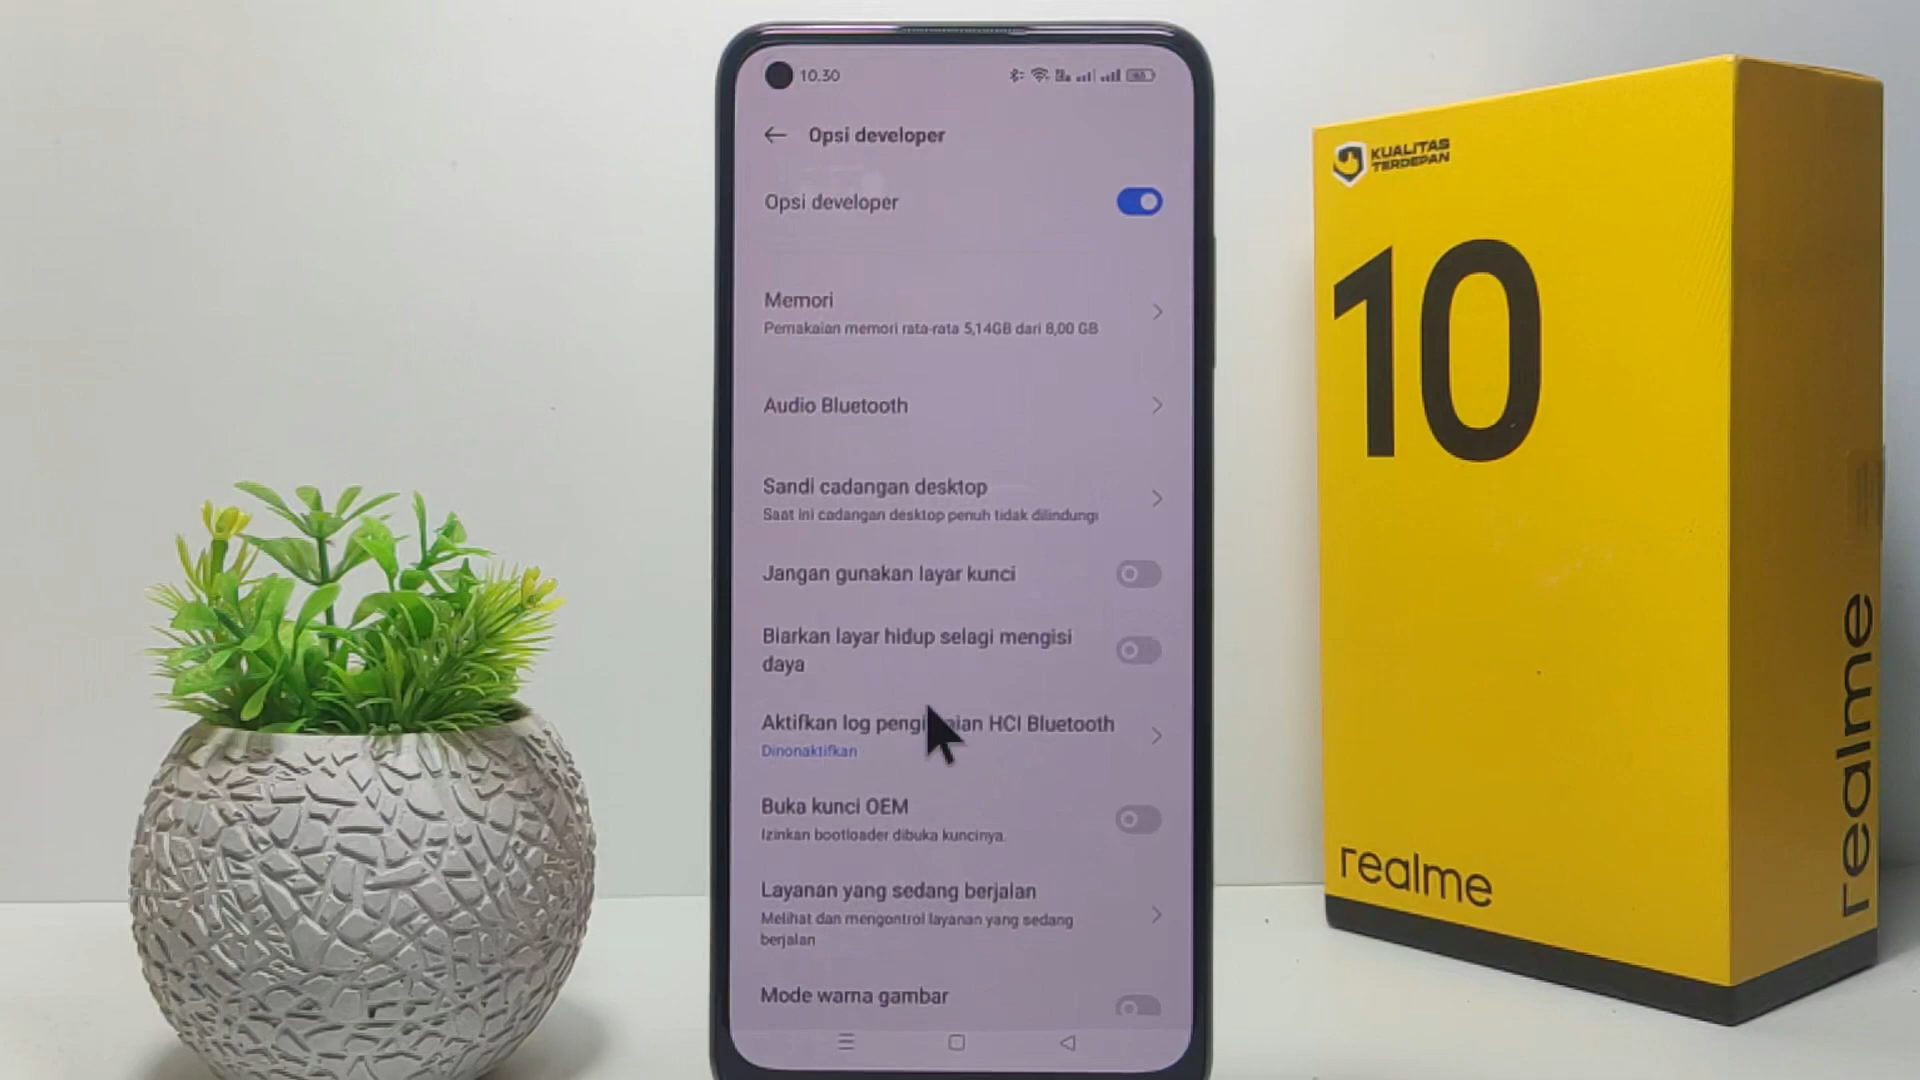 10.30
Opsi developer
Opsi developer
Memori
Pemakaian memori rata-rata 5,14GB dari 8,00 GB
Audio Bluetooth
Sandi cadangan desktop
Saat ini cadangan desktop penuh tidak dilindungi
Jangan gunakan layar kunci
Biarkan layar hidup selagi mengisi
daya
Aktifkan log HCI Bluetooth
Dinonaktifkan
Buka kunci OEM
Izinkan bootloader dibuka kuncinya.
Layanan yang sedang berjalan
Melihat dan mengontrol layanan yang sedang
berjalan
Mode warna gambar
KUALITAS
TERDEPAN
10
realme
realme